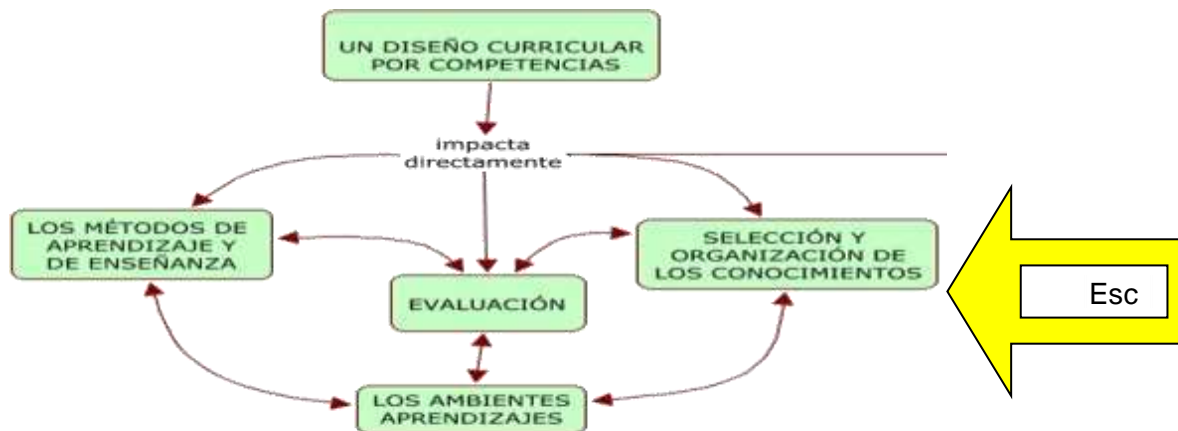 UN DISEÑO CURRICULAR
POR COMPETENCIAS
impacta
directamente
LOS MÉTODOS DE
APRENDIZAJE Y
DE ENSEÑANZA
SELECCIÓN Y
ORGANIZACIÓN DE
LOS CONOCIMIENTOS
Esc
EVALUACIÓN
LOS AMBIENTES
APRENDIZAJES